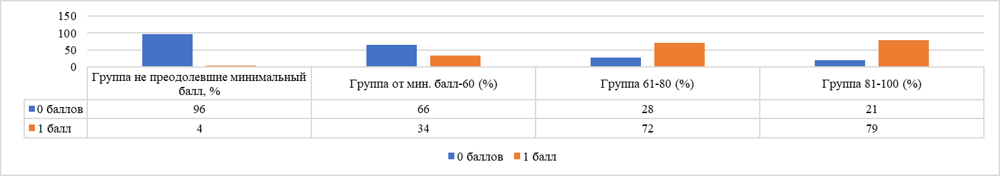 150
100
50
0
Группа не преодолевшие минимальный балл, %
Группа от мин. балл-60 (%)
Группа 61-80 (%)
Группа 81-100 (%)
0 баллов 96 66 28 21
1 балл 4 34 72 79
0 баллов 1 балл